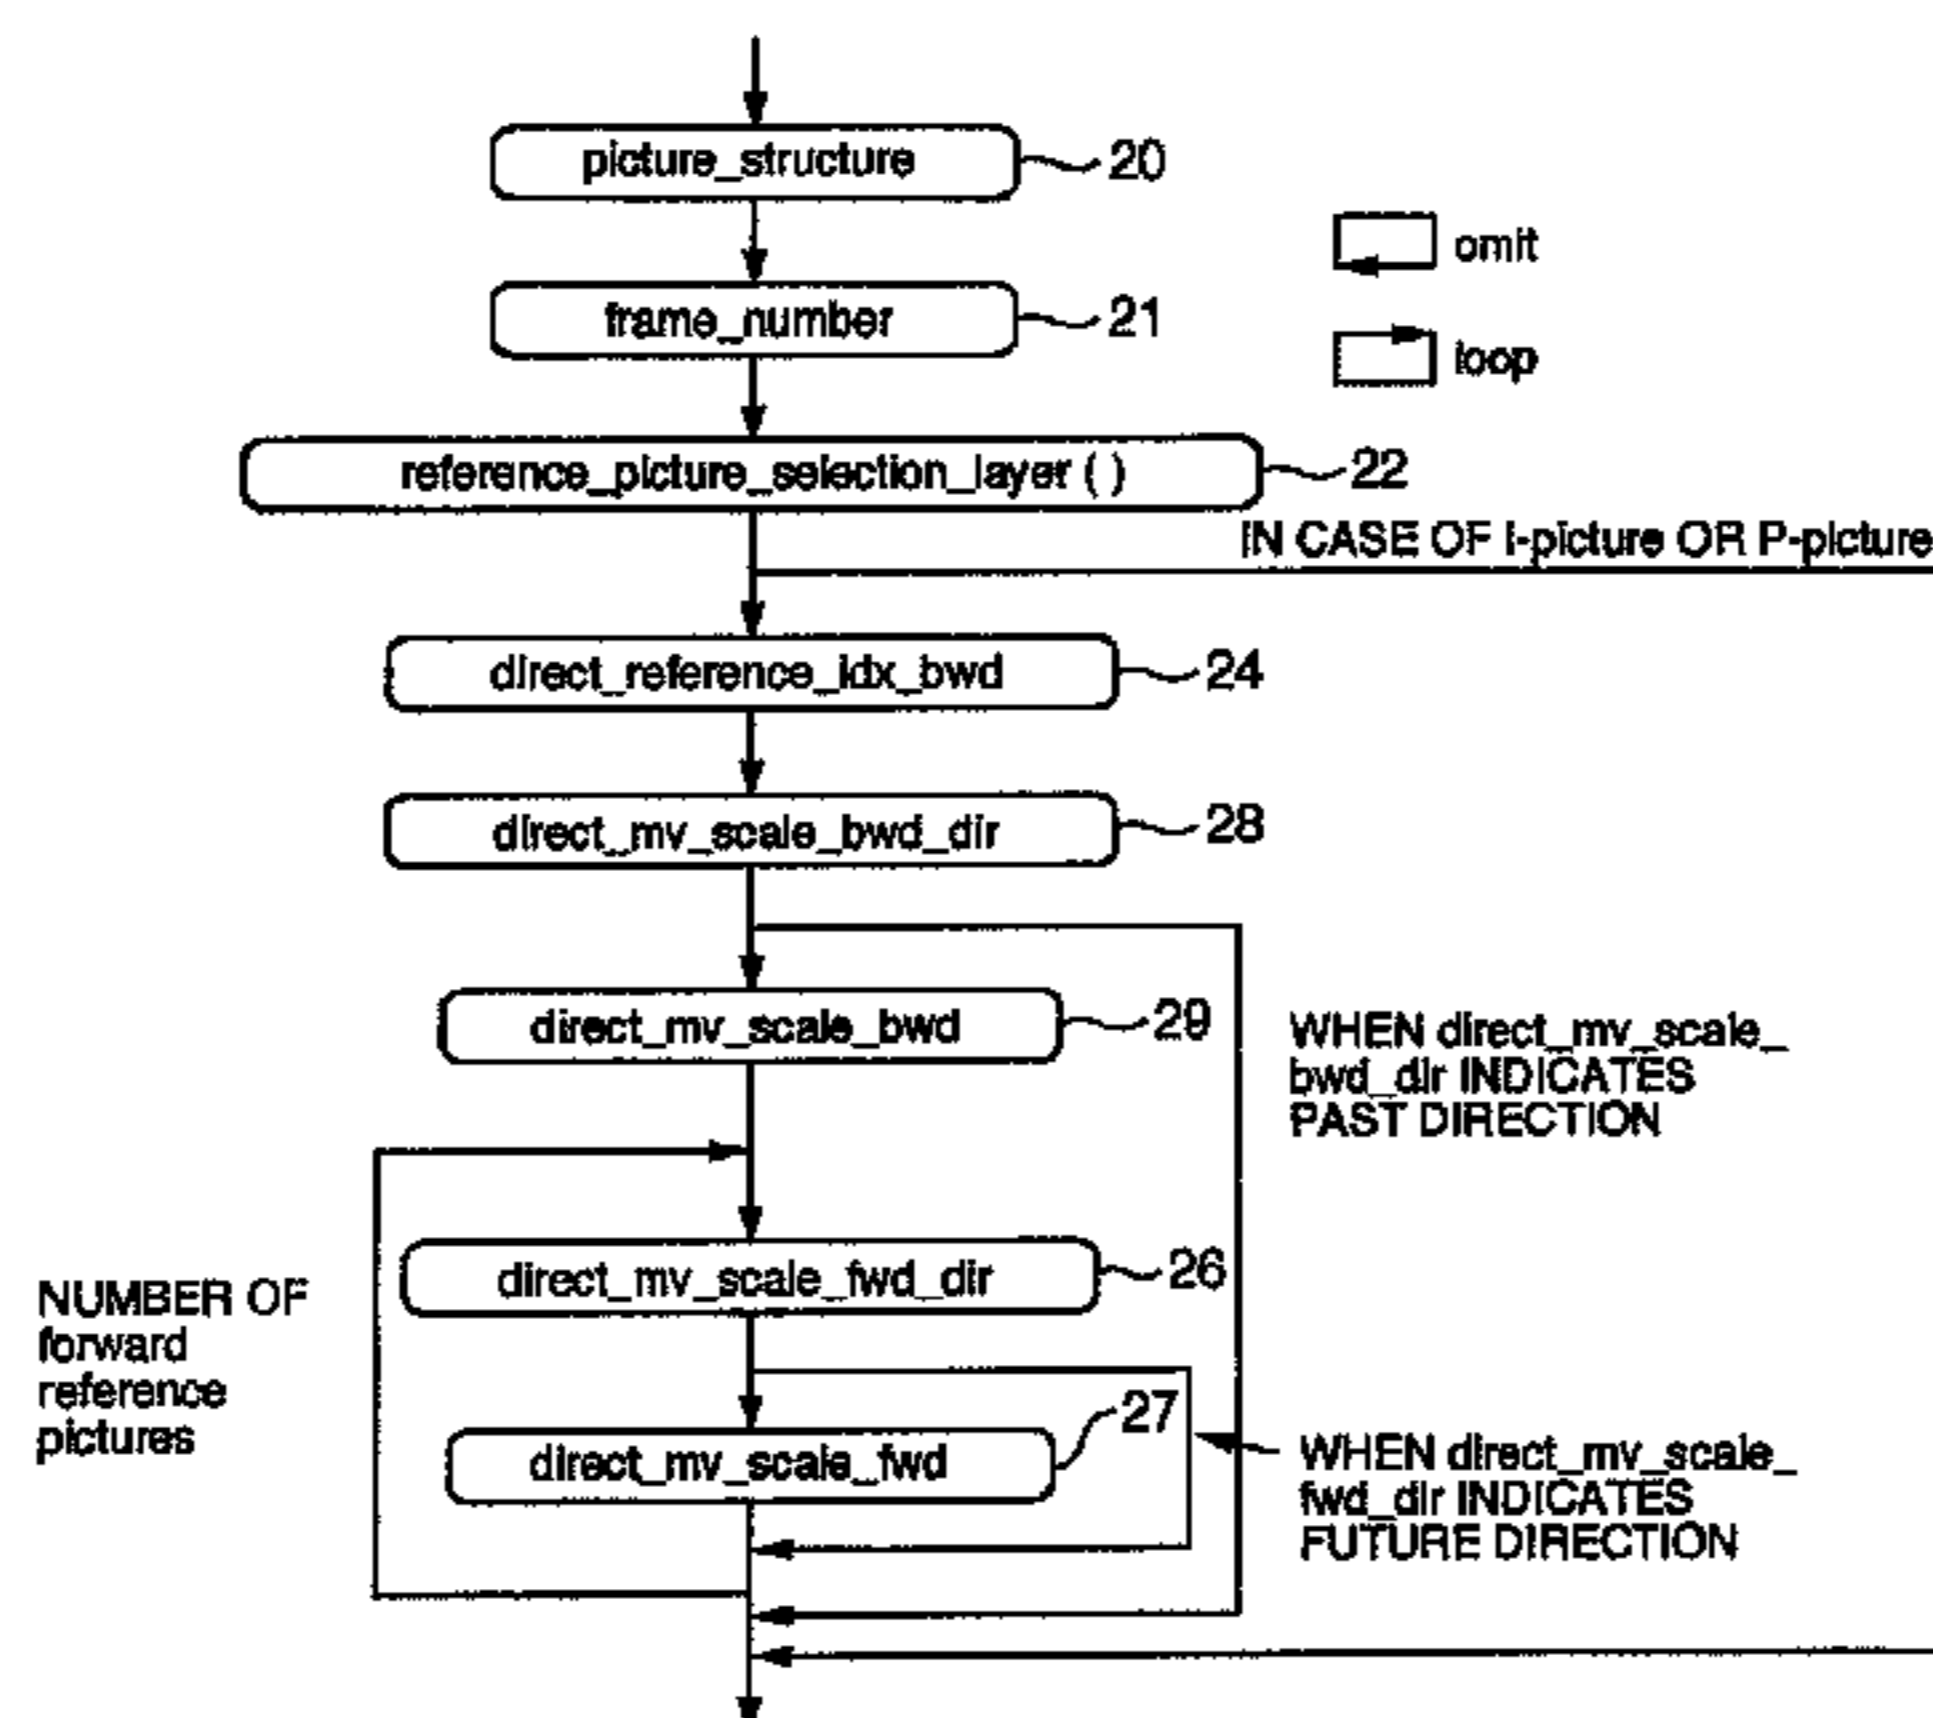 picture_structure
20
omit
frame_number
21
loop
reference_picture_selection_layer ( )
22
IN CASE OF I-picture OR P-picture
direct_reference_idx_bwd
24
direct_mv_scale_bwd_dir
28
direct_mv_scale_bwd
29
WHEN direct_mv_scale_
bwd_dir INDICATES
PAST DIRECTION
direct_mv_scale_fwd_dir
26
NUMBER OF
forward
reference
pictures
27
direct_mv_scale_fwd
WHEN direct_mv_scale_
fwd_dir INDICATES
FUTURE DIRECTION